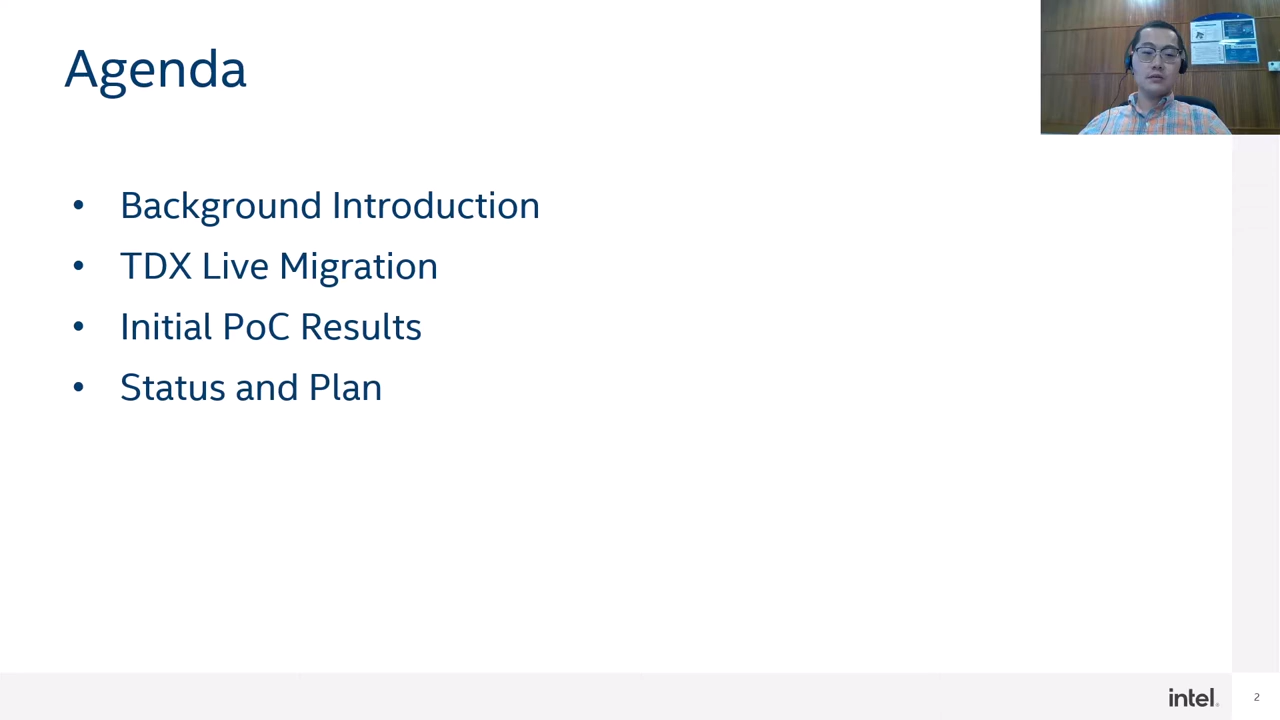 Agenda
• Background Introduction
• TDX Live Migration
• Initial PoC Results
• Status and Plan
intel.
2